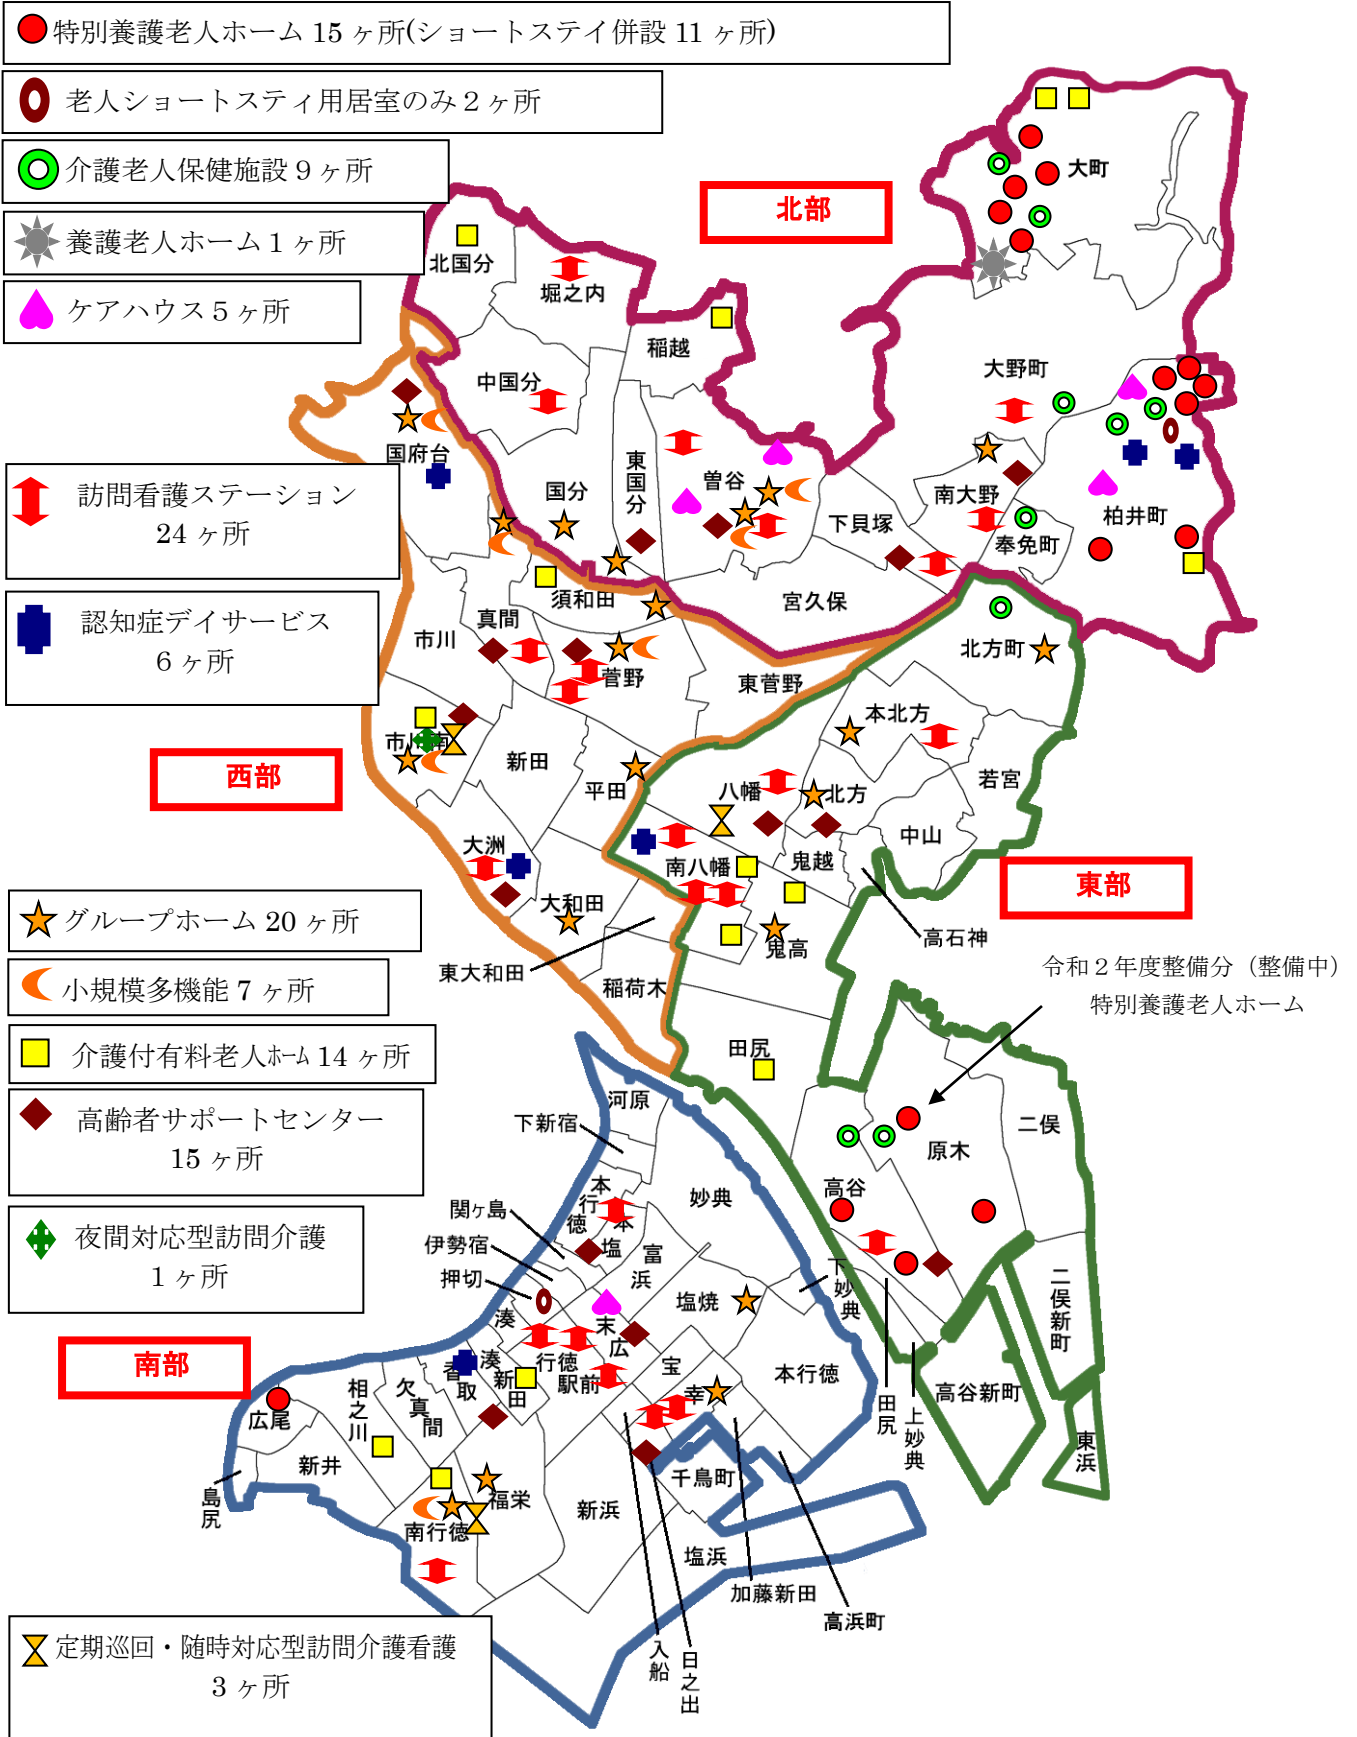 特別養護老人ホーム 15 ヶ所(ショートステイ併設 11 ヶ所)
老人ショートスティ用居室のみ２ヶ所
介護老人保健施設９ヶ所
養護老人ホーム１ヶ所
ケアハウス５ヶ所
北部
大町
北国分
堀之内
稲越
中国分
大野町
国府台
東国分
曽谷
国分
南大野
柏井町
下貝塚
奉免町
訪問看護ステーション
24 ヶ所
認知症デイサービス
6 ヶ所
須和田
宮久保
真間
市川
菅野
東菅野
北方町
本北方
市川南
新田
平田
八幡
北方
若宮
中山
西部
大洲
南八幡
鬼越
東部
大和田
高石神
鬼高
東大和田
稲荷木
グループホーム 20 ヶ所
小規模多機能 7 ヶ所
介護付有料老人ホーム 14 ヶ所
高齢者サポートセンター
15 ヶ所
夜間対応型訪問介護
1 ヶ所
令和２年度整備分（整備中）
特別養護老人ホーム
田尻
河原
下新宿
二俣
原木
高谷
本行徳
妙典
関ヶ島
本塩
伊勢宿
富浜
押切
下妙典
塩焼
二俣新町
湊
末広
南部
行徳
駅前
湊新田
香取
宝
幸
本行徳
高谷新町
田尻
上妙典
東浜
欠真間
相之川
広尾
新井
島尻
千鳥町
福栄
新浜
南行徳
塩浜
加藤新田
高浜町
入船
日之出
定期巡回・随時対応型訪問介護看護
3 ヶ所